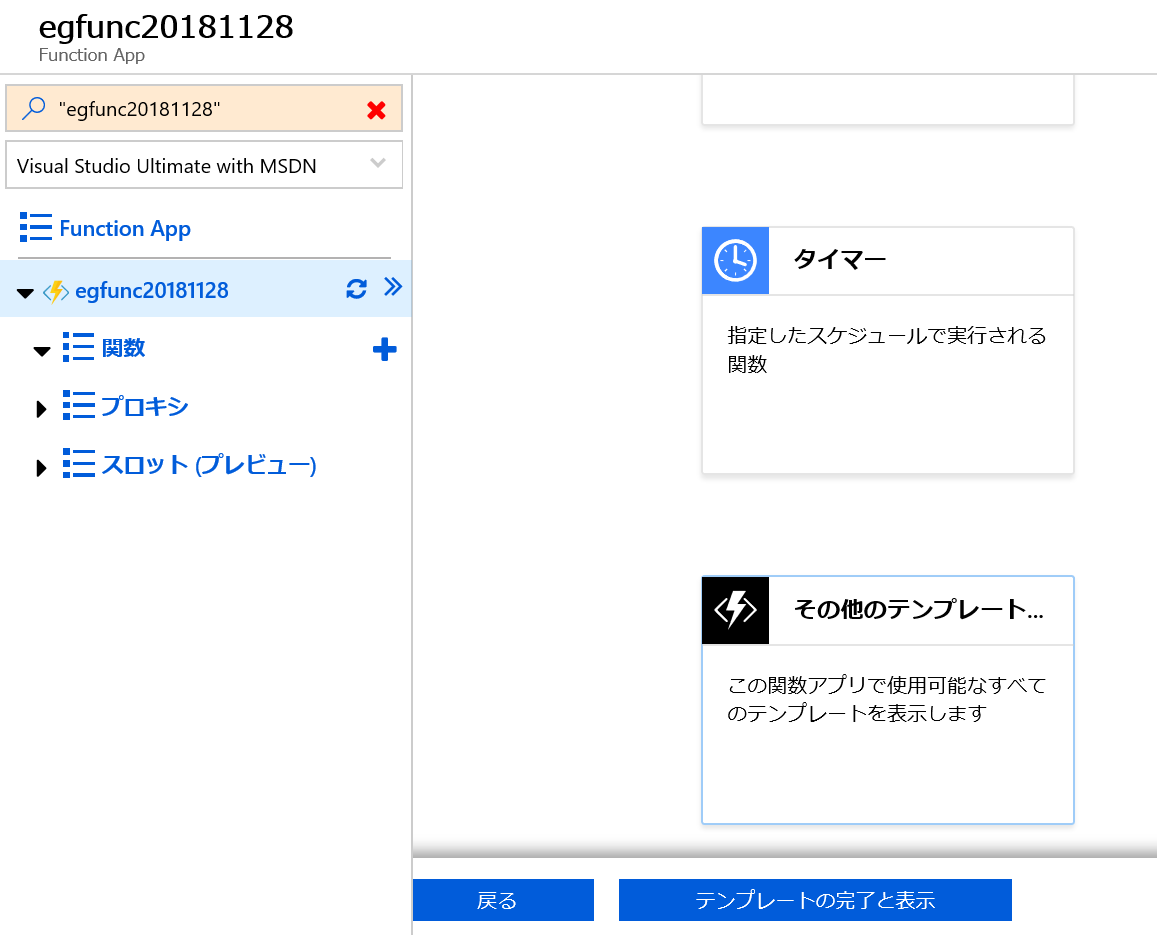 egfunc20181128
Function App
"egfunc20181128"
Visual Studio Ultimate with MSDN
Function App
egfunc20181128
関数
プロキシ
スロット (プレビュー)
タイマー
指定したスケジュールで実行される
関数
その他のテンプレート...
この関数アプリで使用可能なすべて
のテンプレートを表示します
戻る
テンプレートの完了と表示